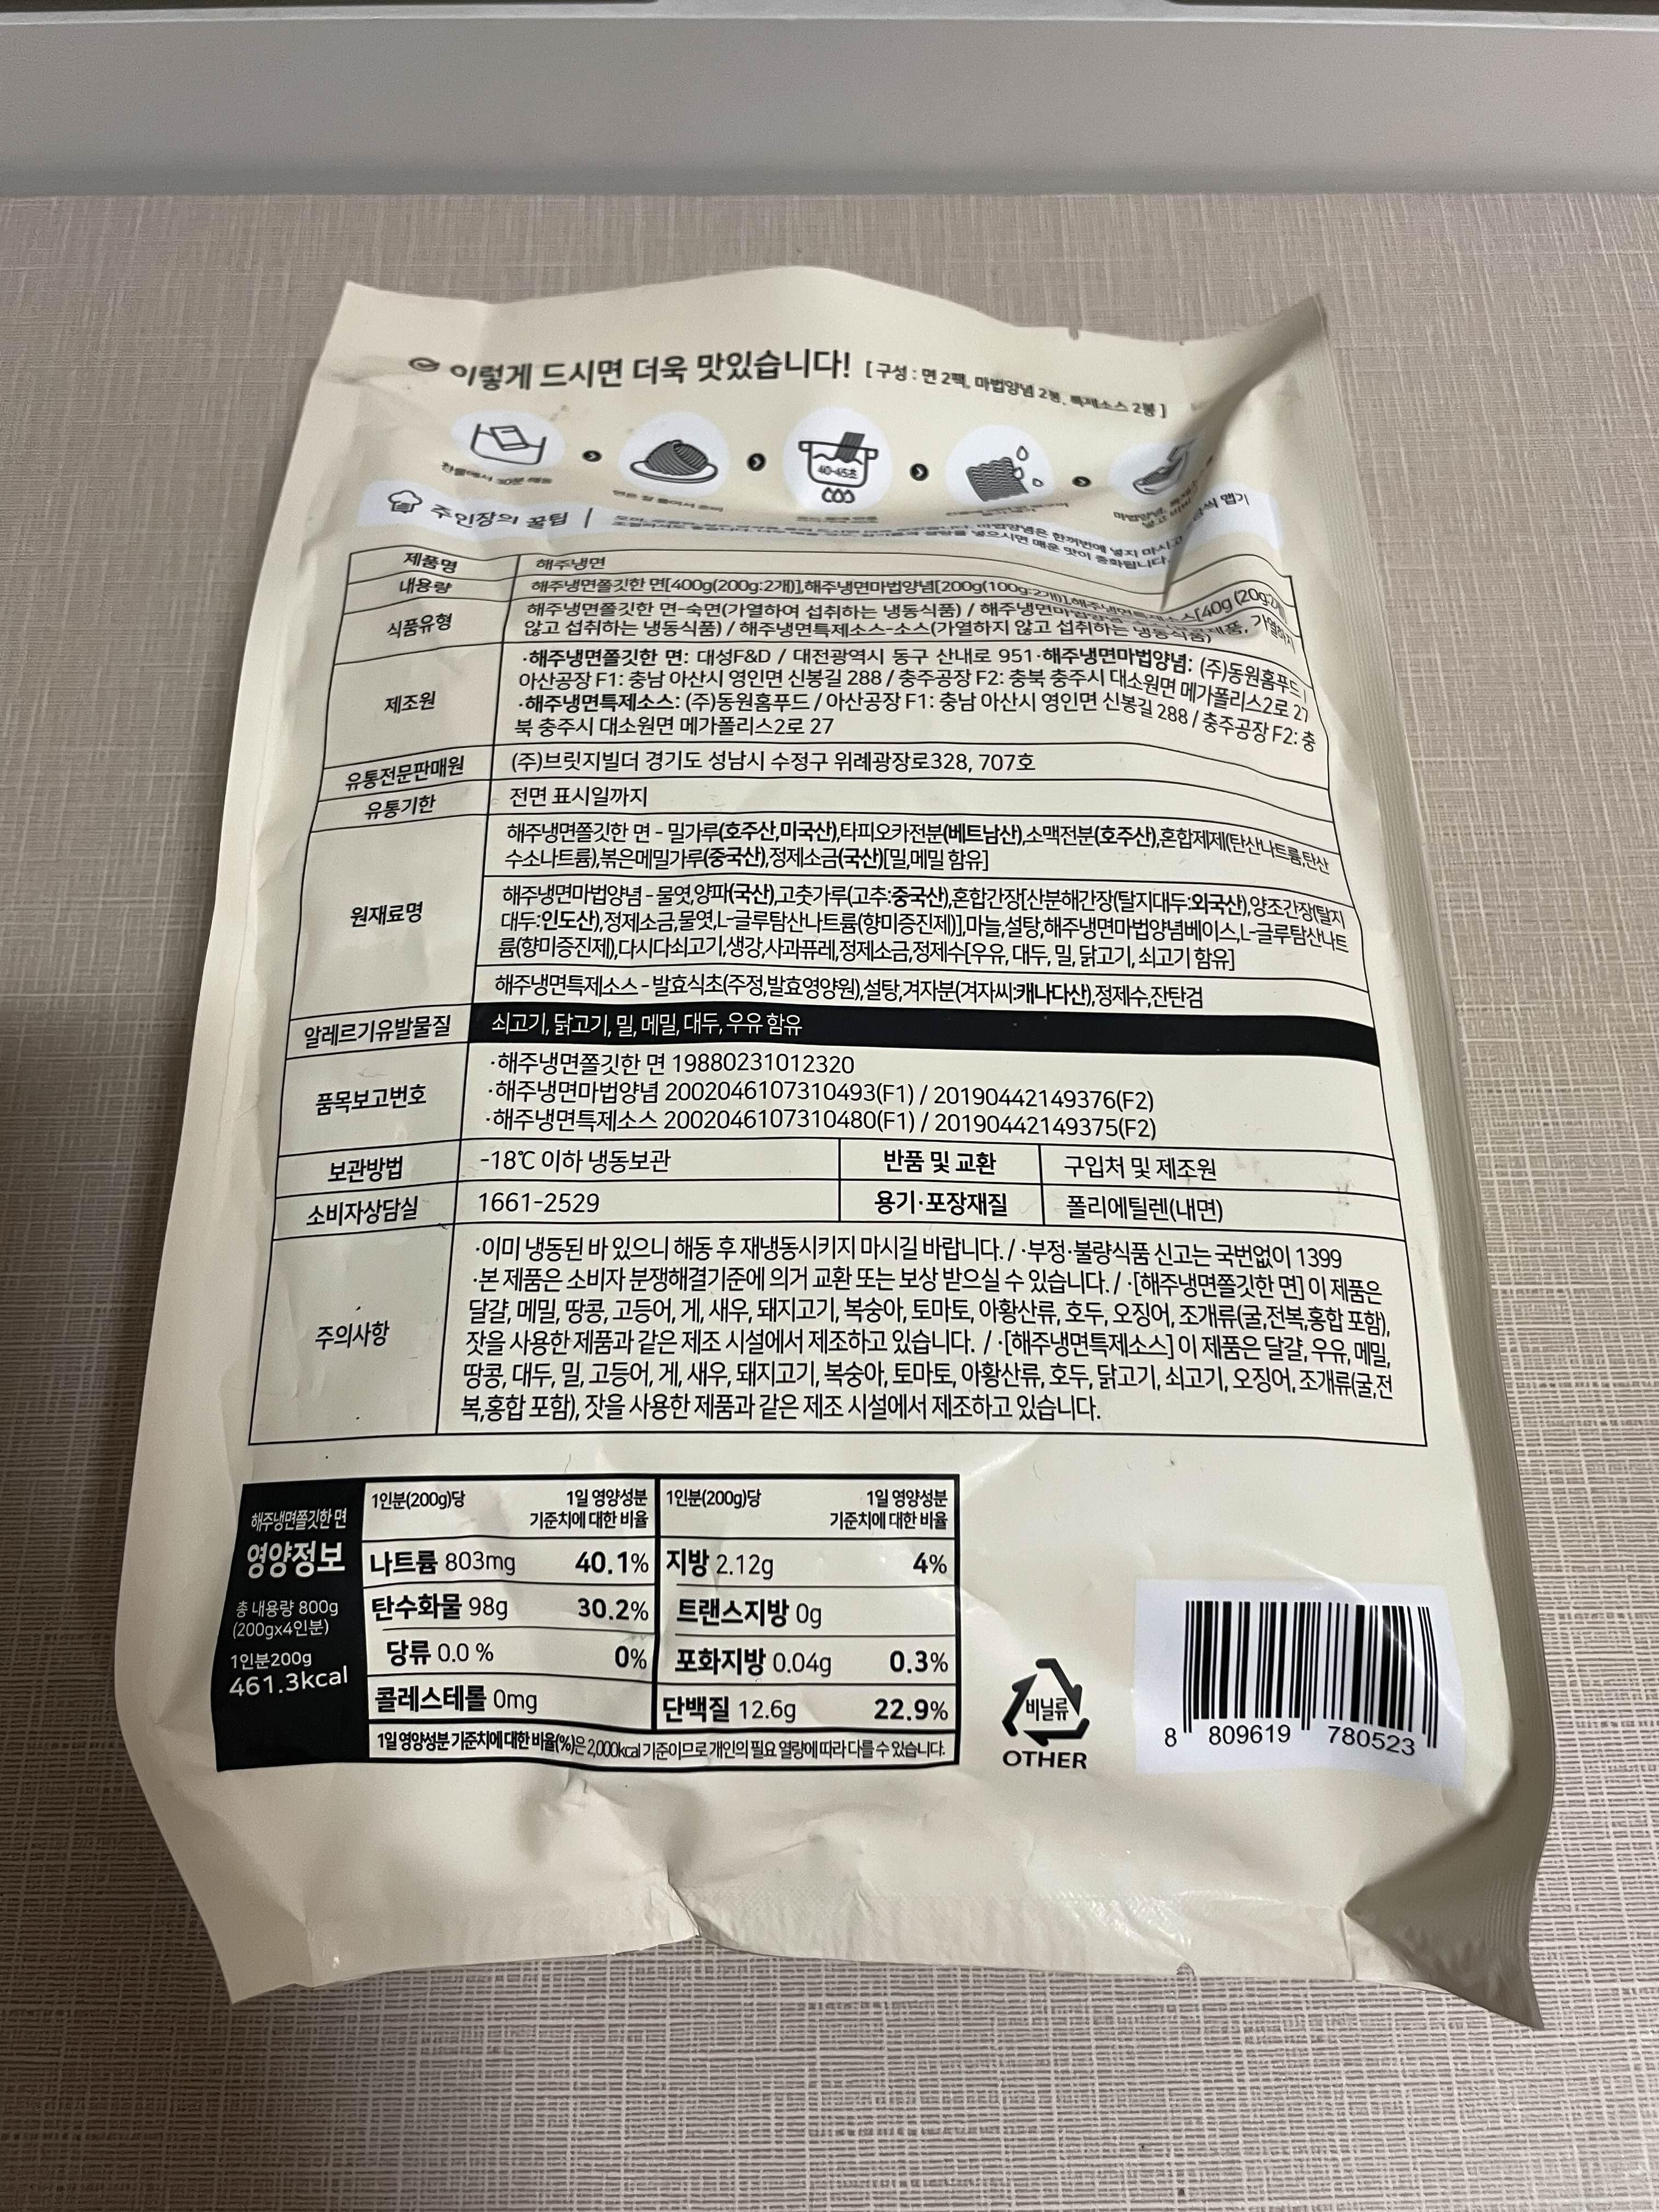 이렇게 드시면 더욱 맛있습니다! [구성 : 면 2팩, 마법양념 2봉, 특제소스 2봉]
찬물에서 30분 해동
40-45초
주인장의 꿀팁
마법양념은 한꺼번에 넣지 마시고
넣으시면 매운 맛이 중화됩니다.
제품명 해주냉면
내용량 해주냉면쫄깃한 면[400g(200g:2개)],해주냉면마법양념[200g(100g:2개)],해주냉면특제소스[40g (20g:2개)]
식품유형 해주냉면쫄깃한 면-숙면(가열하여 섭취하는 냉동식품) / 해주냉면마법양념 가열하지
않고 섭취하는 냉동식품) / 해주냉면특제소스-소스(가열하지 않고 섭취하는 냉동식품)
제조원 ·해주냉면쫄깃한 면: 대성F&D / 대전광역시 동구 산내로 951·해주냉면마법양념: (주)동원홈푸드 /
아산공장 F1: 충남 아산시 영인면 신봉길 288 / 충주공장 F2: 충북 충주시 대소원면 메가폴리스2로 27
·해주냉면특제소스: (주)동원홈푸드 / 아산공장 F1: 충남 아산시 영인면 신봉길 288 / 충주공장 F2: 충
북 충주시 대소원면 메가폴리스2로 27
유통전문판매원 (주)브릿지빌더 경기도 성남시 수정구 위례광장로328, 707호
유통기한 전면 표시일까지
원재료명 해주냉면쫄깃한 면 - 밀가루(호주산,미국산),타피오카전분(베트남산),소맥전분(호주산),혼합제제(탄산나트륨,탄산
수소나트륨),볶은메밀가루(중국산),정제소금(국산)[밀,메밀 함유]
해주냉면마법양념 - 물엿,양파(국산),고춧가루(고추:중국산),혼합간장[산분해간장(탈지대두:외국산),양조간장(탈지
대두:인도산),정제소금,물엿,L-글루탐산나트륨(향미증진제)],마늘,설탕,해주냉면마법양념베이스,L-글루탐산나트
륨(향미증진제),다시다쇠고기,생강,사과퓨레,정제소금,정제수[우유, 대두, 밀, 닭고기, 쇠고기 함유]
해주냉면특제소스 - 발효식초(주정,발효영양원),설탕,겨자분(겨자씨:캐나다산),정제수,잔탄검
알레르기유발물질 쇠고기, 닭고기, 밀, 메밀, 대두, 우유 함유
품목보고번호 ·해주냉면쫄깃한 면 19880231012320
·해주냉면마법양념 2002046107310493(F1) / 20190442149376(F2)
·해주냉면특제소스 2002046107310480(F1) / 20190442149375(F2)
보관방법 -18℃ 이하 냉동보관 반품 및 교환 구입처 및 제조원
소비자상담실 1661-2529 용기·포장재질 폴리에틸렌(내면)
주의사항 ·이미 냉동된 바 있으니 해동 후 재냉동시키지 마시길 바랍니다. / ·부정·불량식품 신고는 국번없이 1399
·본 제품은 소비자 분쟁해결기준에 의거 교환 또는 보상 받으실 수 있습니다. / ·[해주냉면쫄깃한 면] 이 제품은
달걀, 메밀, 땅콩, 고등어, 게, 새우, 돼지고기, 복숭아, 토마토, 아황산류, 호두, 오징어, 조개류(굴,전복,홍합 포함),
잣을 사용한 제품과 같은 제조 시설에서 제조하고 있습니다. / ·[해주냉면특제소스] 이 제품은 달걀, 우유, 메밀,
땅콩, 대두, 밀, 고등어, 게, 새우, 돼지고기, 복숭아, 토마토, 아황산류, 호두, 닭고기, 쇠고기, 오징어, 조개류(굴,전
복,홍합 포함), 잣을 사용한 제품과 같은 제조 시설에서 제조하고 있습니다.
해주냉면쫄깃한 면
영양정보
총 내용량 800g
(200gx4인분)
1인분200g
461.3kcal
1인분(200g)당 1일 영양성분
기준치에 대한 비율
나트륨 803mg 40.1%
탄수화물 98g 30.2%
당류 0.0 % 0%
콜레스테롤 0mg
1인분(200g)당 1일 영양성분
기준치에 대한 비율
지방 2.12g 4%
트랜스지방 0g
포화지방 0.04g 0.3%
단백질 12.6g 22.9%
1일 영양성분 기준치에 대한 비율(%)은 2,000kcal 기준이므로 개인의 필요 열량에 따라 다를 수 있습니다.
비닐류
OTHER
8 809619 780523